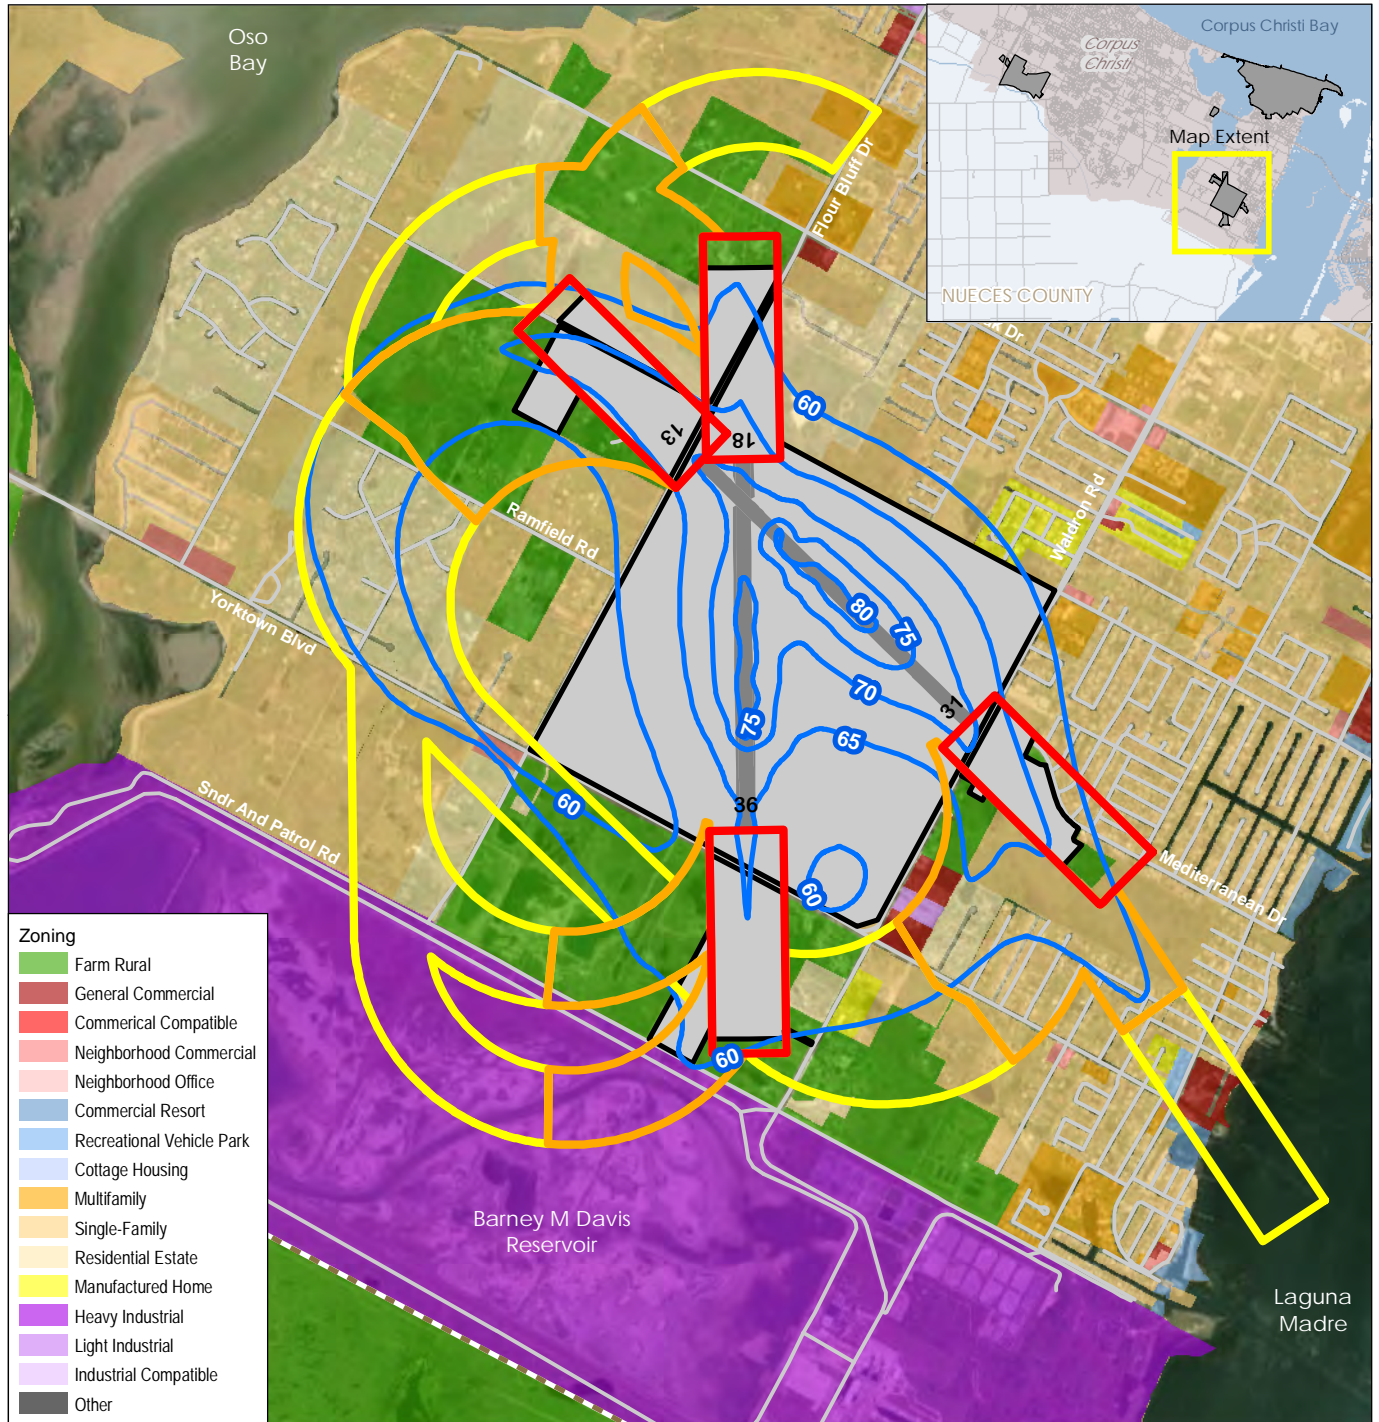 Oso
Bay
Corpus Christi Bay
Corpus
Christi
Map Extent
NUECES COUNTY
Flour Bluff Dr
Dr
60
13
18
Waldron Rd
Ramfield Rd
80
75
Yorktown Blvd
70
31
75
65
36
60
Sndr And Patrol Rd
60
Mediterranean Dr
60
Zoning
Farm Rural
General Commercial
Commerical Compatible
Neighborhood Commercial
Neighborhood Office
Commercial Resort
Recreational Vehicle Park
Cottage Housing
Multifamily
Single-Family
Residential Estate
Manufactured Home
Heavy Industrial
Light Industrial
Industrial Compatible
Other
Barney M Davis
Reservoir
Laguna
Madre